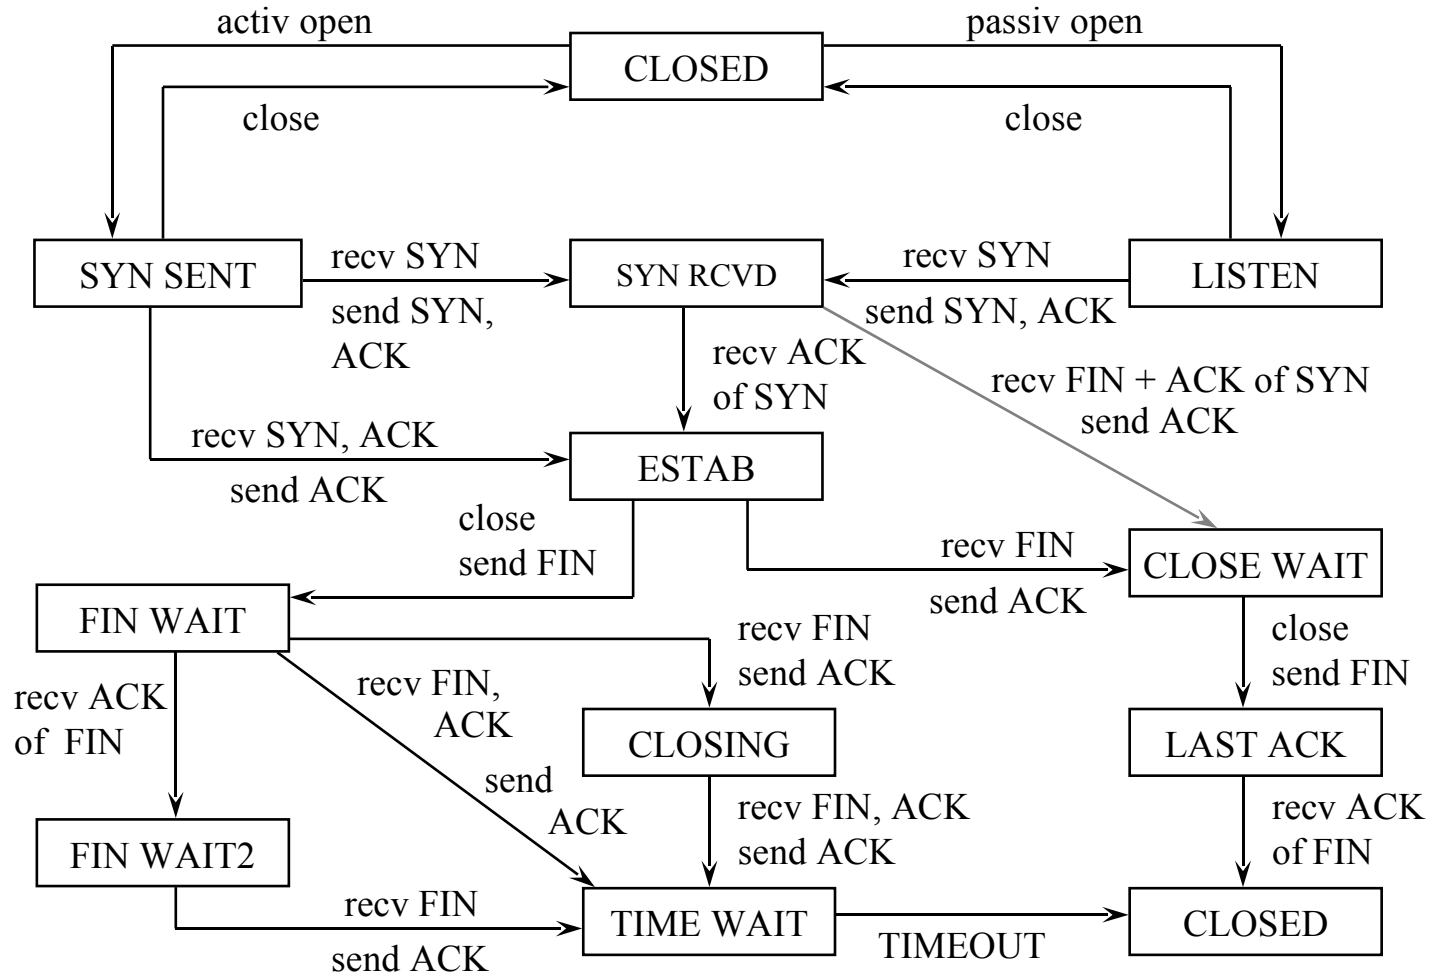 activ open
passiv open
CLOSED
close
close
SYN SENT
recv SYN
send SYN,
ACK
SYN RCVD
recv SYN
send SYN, ACK
LISTEN
recv ACK
of SYN
recv FIN + ACK of SYN
send ACK
recv SYN, ACK
send ACK
ESTAB
close
send FIN
recv FIN
send ACK
CLOSE WAIT
FIN WAIT
recv FIN
send ACK
close
send FIN
recv ACK
of FIN
recv FIN,
ACK
send
ACK
CLOSING
LAST ACK
recv FIN, ACK
send ACK
recv ACK
of FIN
FIN WAIT2
recv FIN
send ACK
TIME WAIT
TIMEOUT
CLOSED